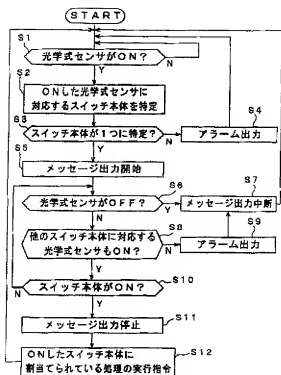 START
S1
光学式センサがON?
N
Y
S2
ONした光学式センサに
対応するスイッチ本体を特定
S3
スイッチ本体が1つに特定?
N
S4
アラーム出力
Y
S5
メッセージ出力開始
S6
光学式センサがOFF?
Y
S7
メッセージ出力中断
N
他のスイッチ本体に対応する
光学式センサもON?
S8
Y
S9
アラーム出力
N
S10
スイッチ本体がON?
N
Y
S11
メッセージ出力停止
ONしたスイッチ本体に
割当てられている処理の実行指令
S12